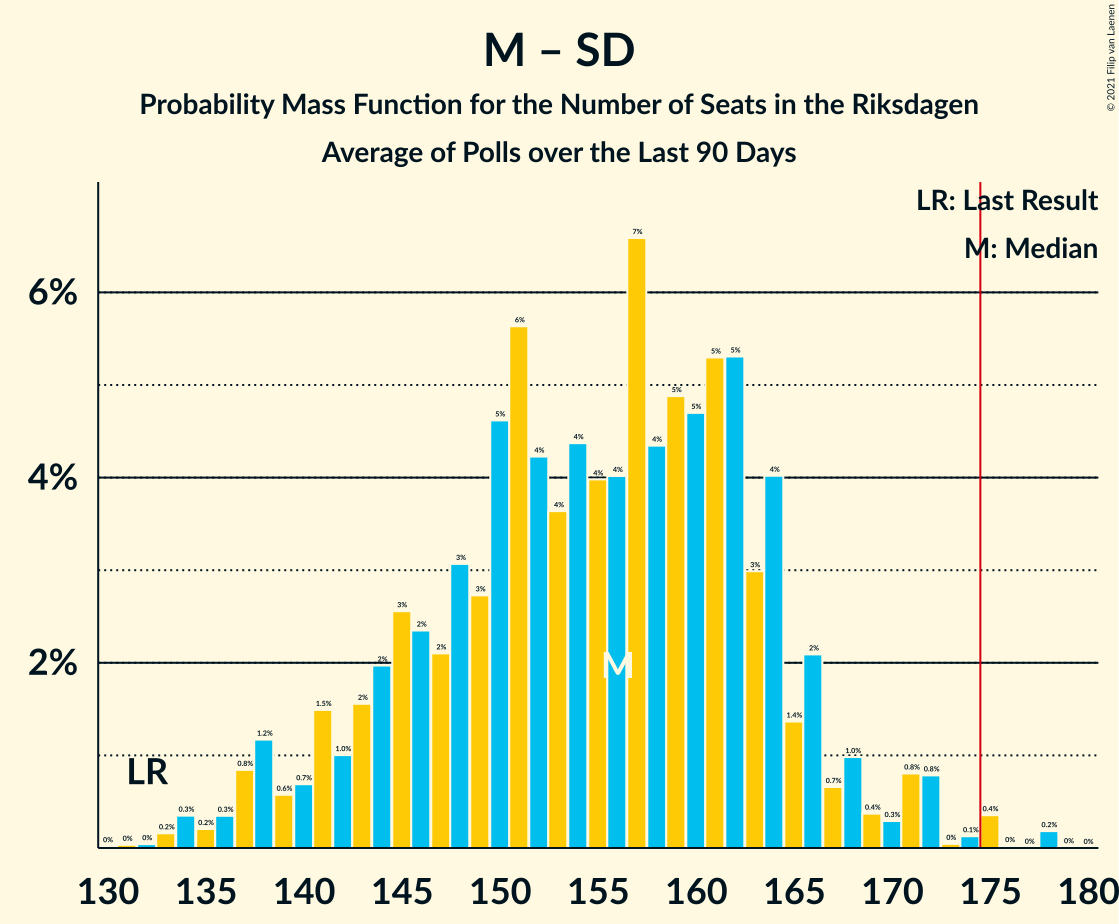 M – SD
Probability Mass Function for the Number of Seats in the Riksdagen
Average of Polls over the Last 90 Days
© 2021 Filip van Laenen
LR: Last Result
M: Median
6%
4%
2%
0% 0% 0% 0.2% 0.3% 0.2% 0.3% 0.8% 1.2% 0.6% 0.7% 1.5% 1.0% 2% 2% 3% 2% 2% 3% 3% 5% 6% 4% 4% 4% 4% 4% 7% 4% 5% 5% 5% 5% 3% 4% 1.4% 2% 0.7% 1.0% 0.4% 0.3% 0.8% 0.8% 0% 0.1% 0.4% 0% 0% 0.2% 0% 0%
LR
M
130 135 140 145 150 155 160 165 170 175 180